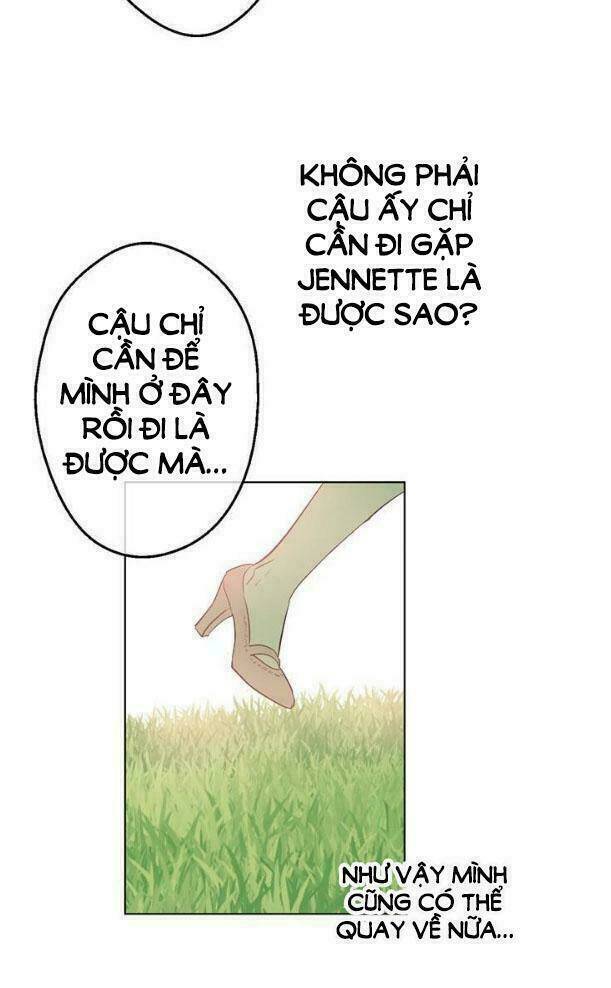 KHÔNG PHẢI
CẬU ẤY CHỈ
CẦN ĐI GẶP
JENNETTE LÀ
ĐƯỢC SAO?
CẬU CHỈ
CẦN ĐỂ
MÌNH Ở ĐÂY
RỒI ĐI LÀ
ĐƯỢC MÀ...
NHƯ VẬY MÌNH
CŨNG CÓ THỂ
QUAY VỀ NỮA...